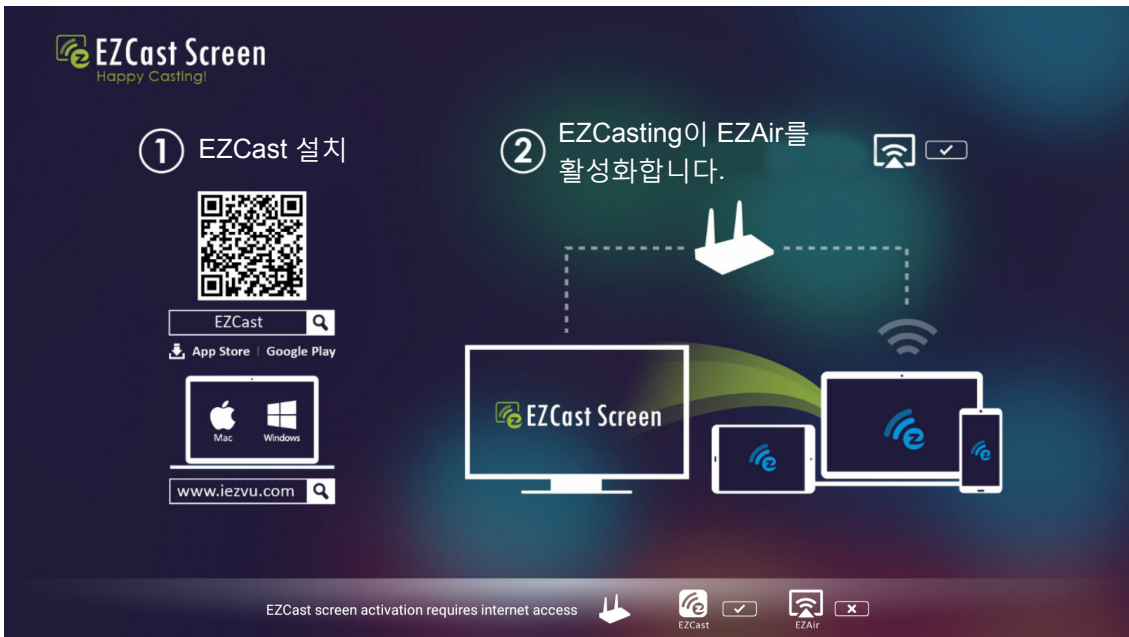 EZCast Screen
Happy Casting!
1 EZCast 설치
EZCast
App Store | Google Play
Mac Windows
www.iezvu.com
2 EZCasting이 EZAir를
활성화합니다.
EZCast Screen
EZCast screen activation requires internet access
EZCast
EZAir